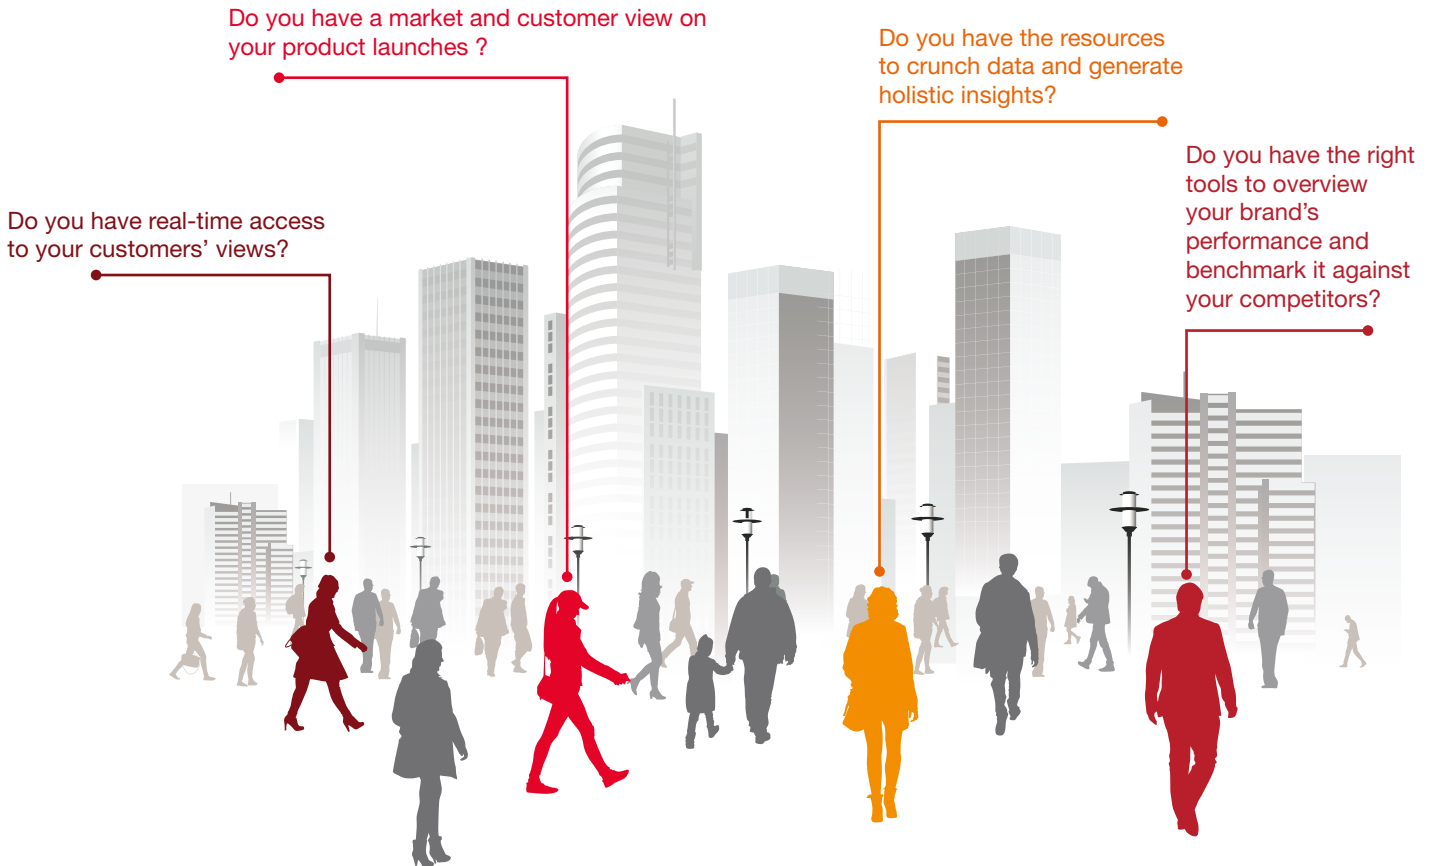 Do you have a market and customer view on
your product launches ?
Do you have the resources
to crunch data and generate
holistic insights?
Do you have the right
tools to overview
your brand’s
performance and
benchmark it against
your competitors?
Do you have real-time access
to your customers’ views?